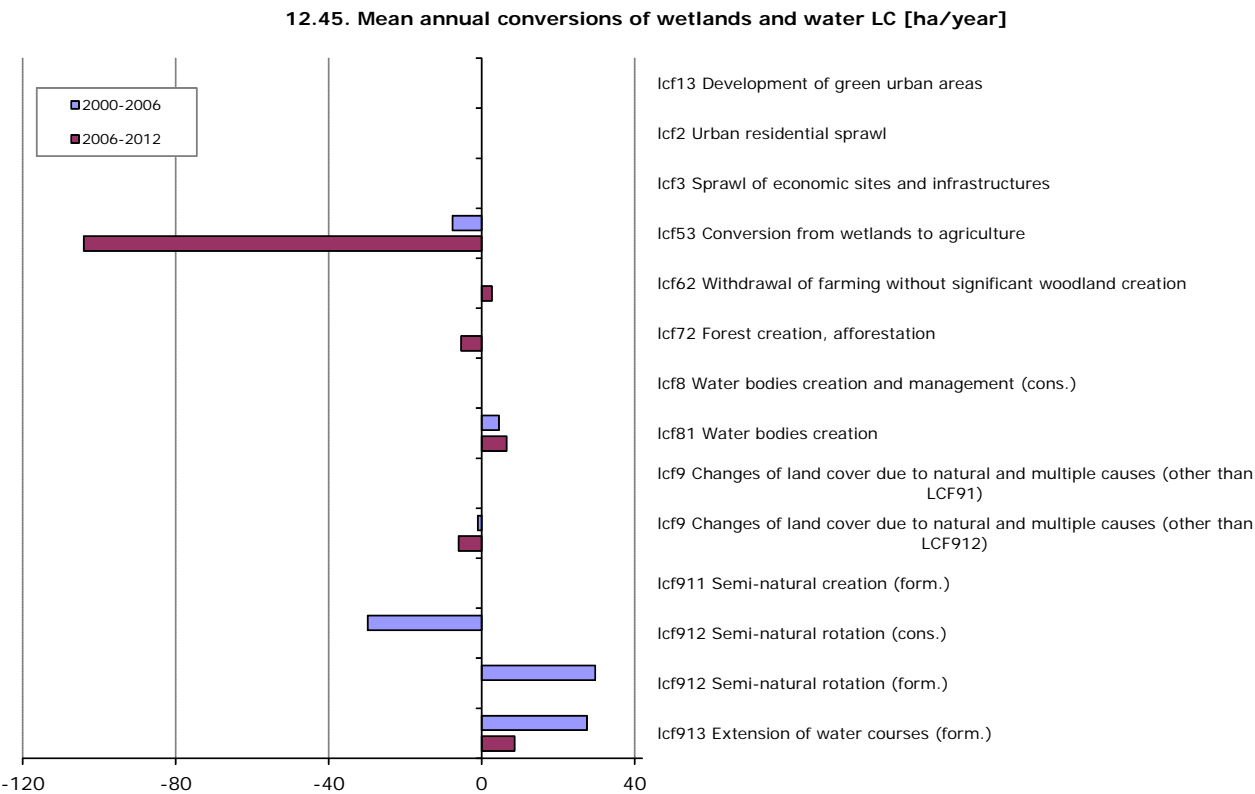 12.45. Mean annual conversions of wetlands and water LC [ha/year]
2000-2006
2006-2012
lcf13 Development of green urban areas
lcf2 Urban residential sprawl
lcf3 Sprawl of economic sites and infrastructures
lcf53 Conversion from wetlands to agriculture
lcf62 Withdrawal of farming without significant woodland creation
lcf72 Forest creation, afforestation
lcf8 Water bodies creation and management (cons.)
lcf81 Water bodies creation
lcf9 Changes of land cover due to natural and multiple causes (other than
LCF91)
lcf9 Changes of land cover due to natural and multiple causes (other than
LCF912)
lcf911 Semi-natural creation (form.)
lcf912 Semi-natural rotation (cons.)
lcf912 Semi-natural rotation (form.)
lcf913 Extension of water courses (form.)
-120 -80 -40 0 40